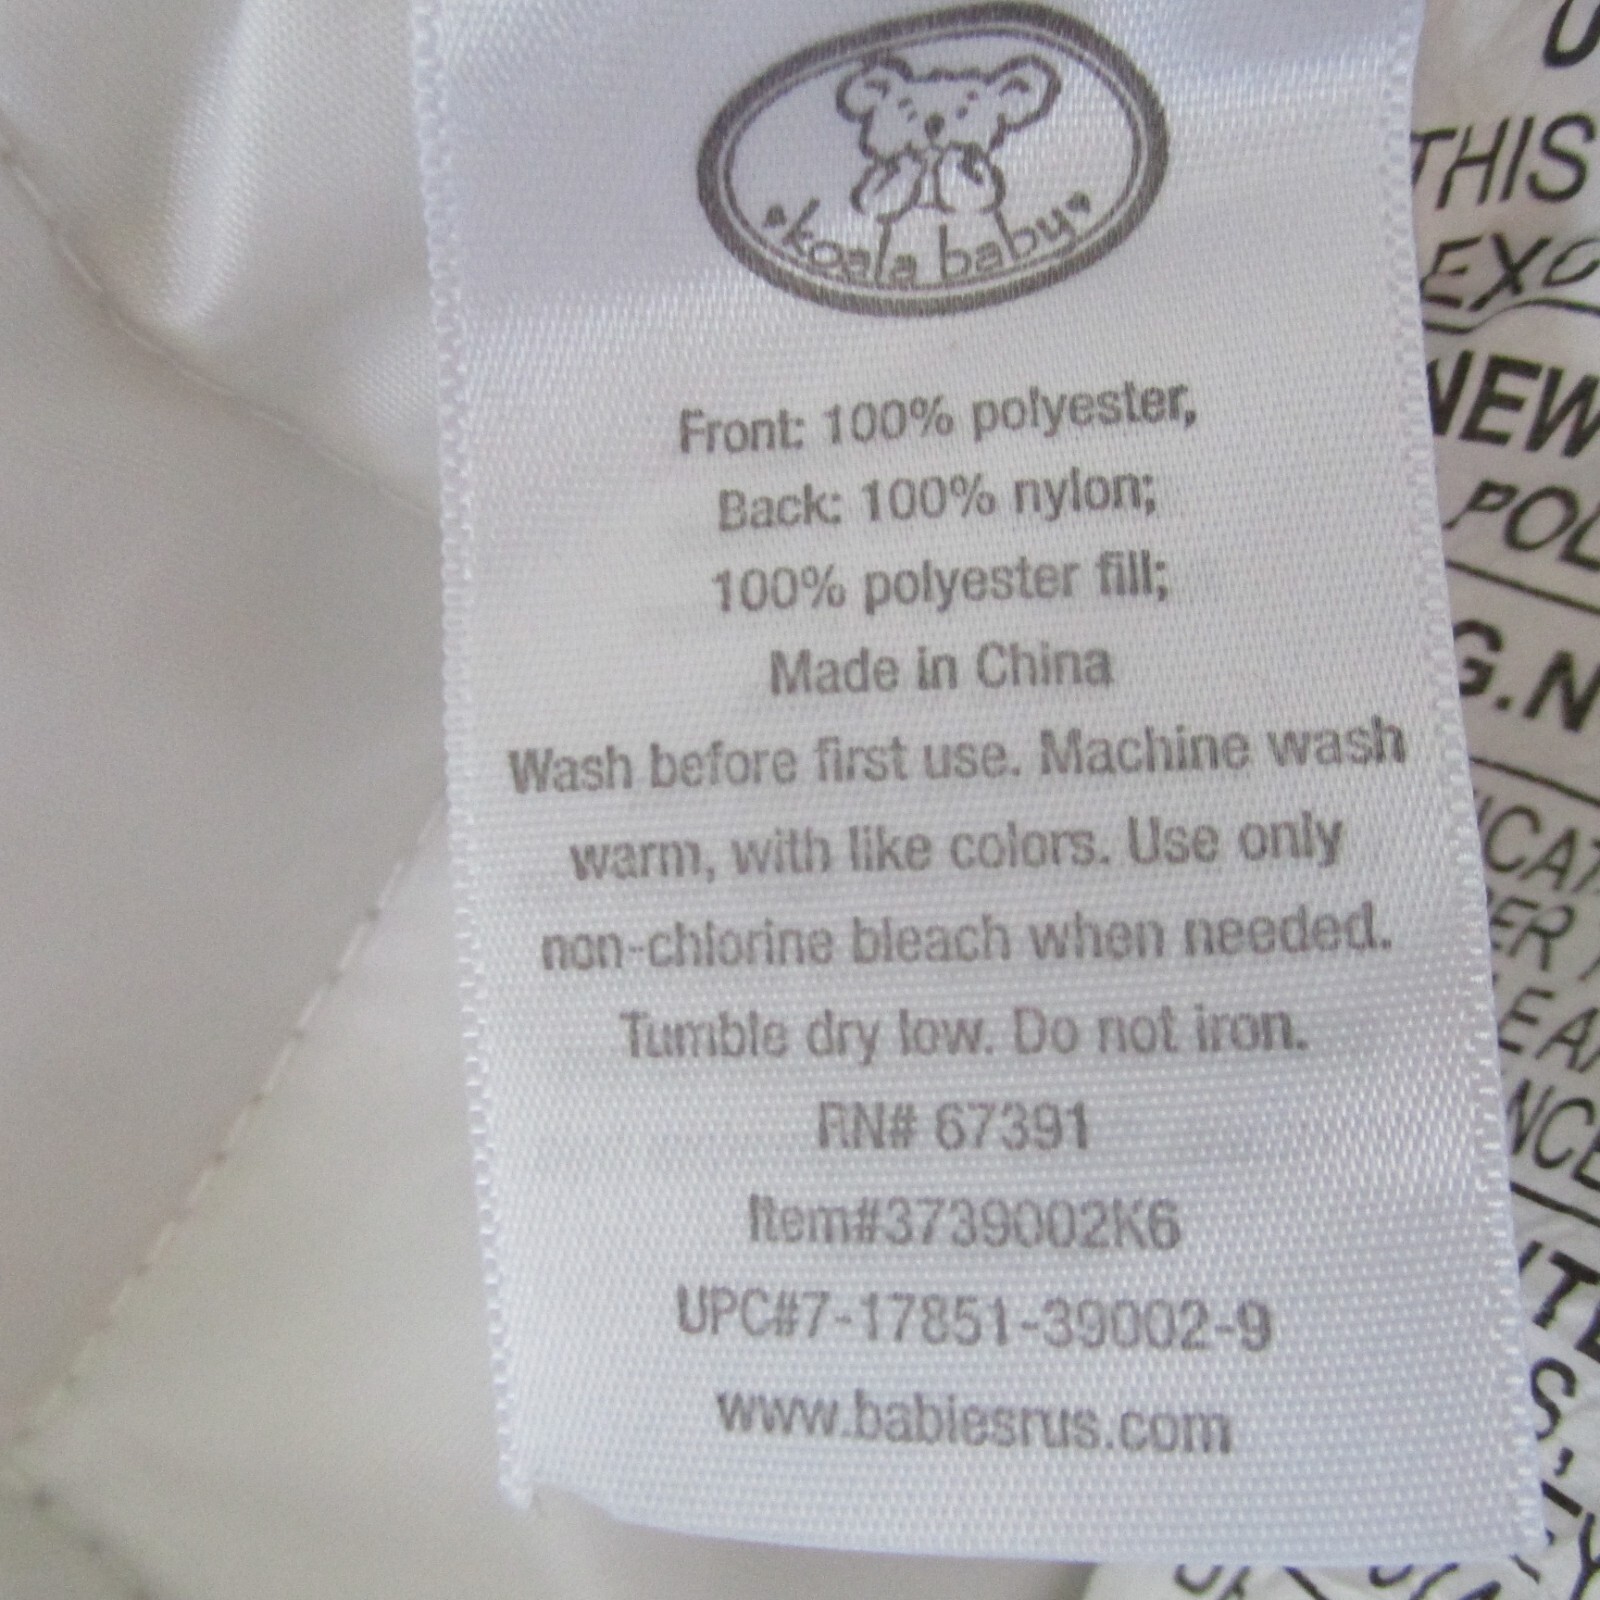 koala baby
Front: 100% polyester,
Back: 100% nylon;
100% polyester fill;
Made in China
Wash before first use. Machine wash
warm, with like colors. Use only
non-chlorine bleach when needed.
Tumble dry low. Do not iron.
RN# 67391
Item#3739002K6
UPC#7-17851-39002-9
www.babiesrus.com
THIS
NEW